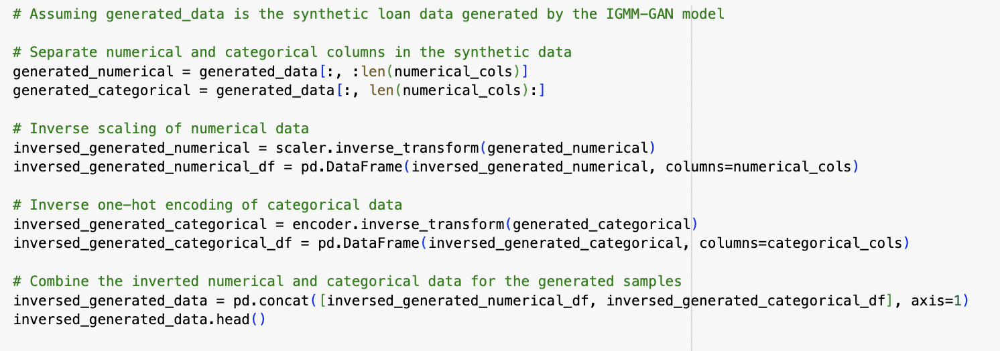 # Assuming generated_data is the synthetic loan data generated by the IGMM-GAN model
# Separate numerical and categorical columns in the synthetic data
generated_numerical = generated_data[:, :len(numerical_cols)]
generated_categorical = generated_data[:, len(numerical_cols):]
# Inverse scaling of numerical data
inversed_generated_numerical = scaler.inverse_transform(generated_numerical)
inversed_generated_numerical_df = pd.DataFrame(inversed_generated_numerical, columns=numerical_cols)
# Inverse one-hot encoding of categorical data
inversed_generated_categorical = encoder.inverse_transform(generated_categorical)
inversed_generated_categorical_df = pd.DataFrame(inversed_generated_categorical, columns=categorical_cols)
# Combine the inverted numerical and categorical data for the generated samples
inversed_generated_data = pd.concat([inversed_generated_numerical_df, inversed_generated_categorical_df], axis=1)
inversed_generated_data.head()